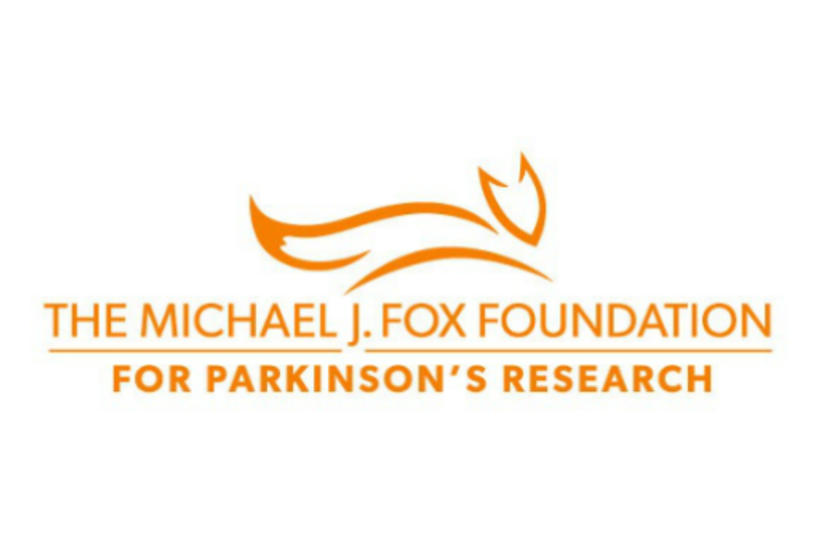 THE MICHAEL J. FOX FOUNDATION
FOR PARKINSON'S RESEARCH